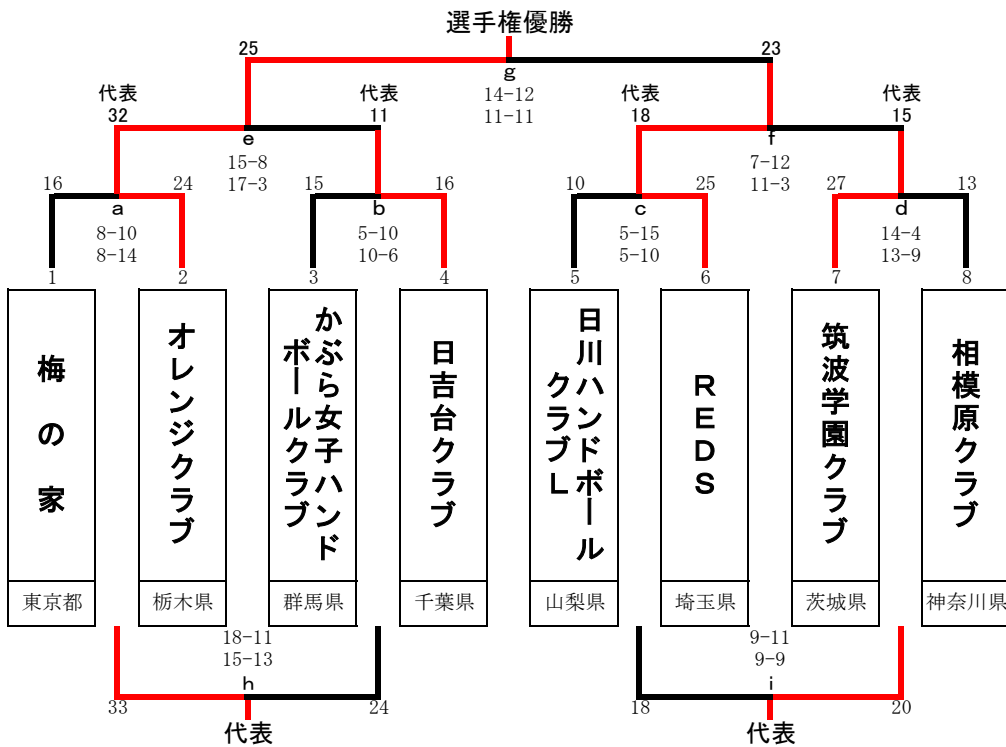 選手権優勝
25
23
g
14-12
11-11
代表
32
代表
11
代表
18
代表
15
e
15-8
17-3
f
7-12
11-3
16
24
15
16
10
25
27
13
a
8-10
8-14
b
5-10
10-6
c
5-15
5-10
d
14-4
13-9
1
2
3
4
5
6
7
8
梅の家
オレンジクラブ
かぶら女子ハンド
ボールクラブ
日吉台クラブ
日川ハンドボール
クラブL
REDS
筑波学園クラブ
相模原クラブ
東京都
栃木県
群馬県
千葉県
山梨県
埼玉県
茨城県
神奈川県
18-11
15-13
h
33
24
代表
9-11
9-9
i
18
20
代表